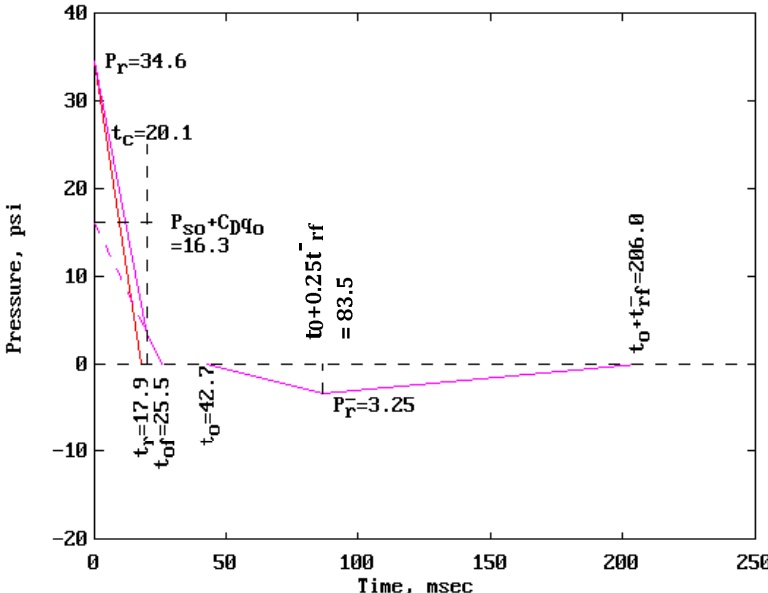 40
30
20
10
0
-10
-20
0
50
100
150
200
250
Pressure, psi
Time, msec
Pr=34.6
tc=20.1
Pso+CDqo
=16.3
to+0.25t-rf
= 83.5
to+t-rf=206.0
Pr-=3.25
tr=17.9
tof=25.5
to=42.7